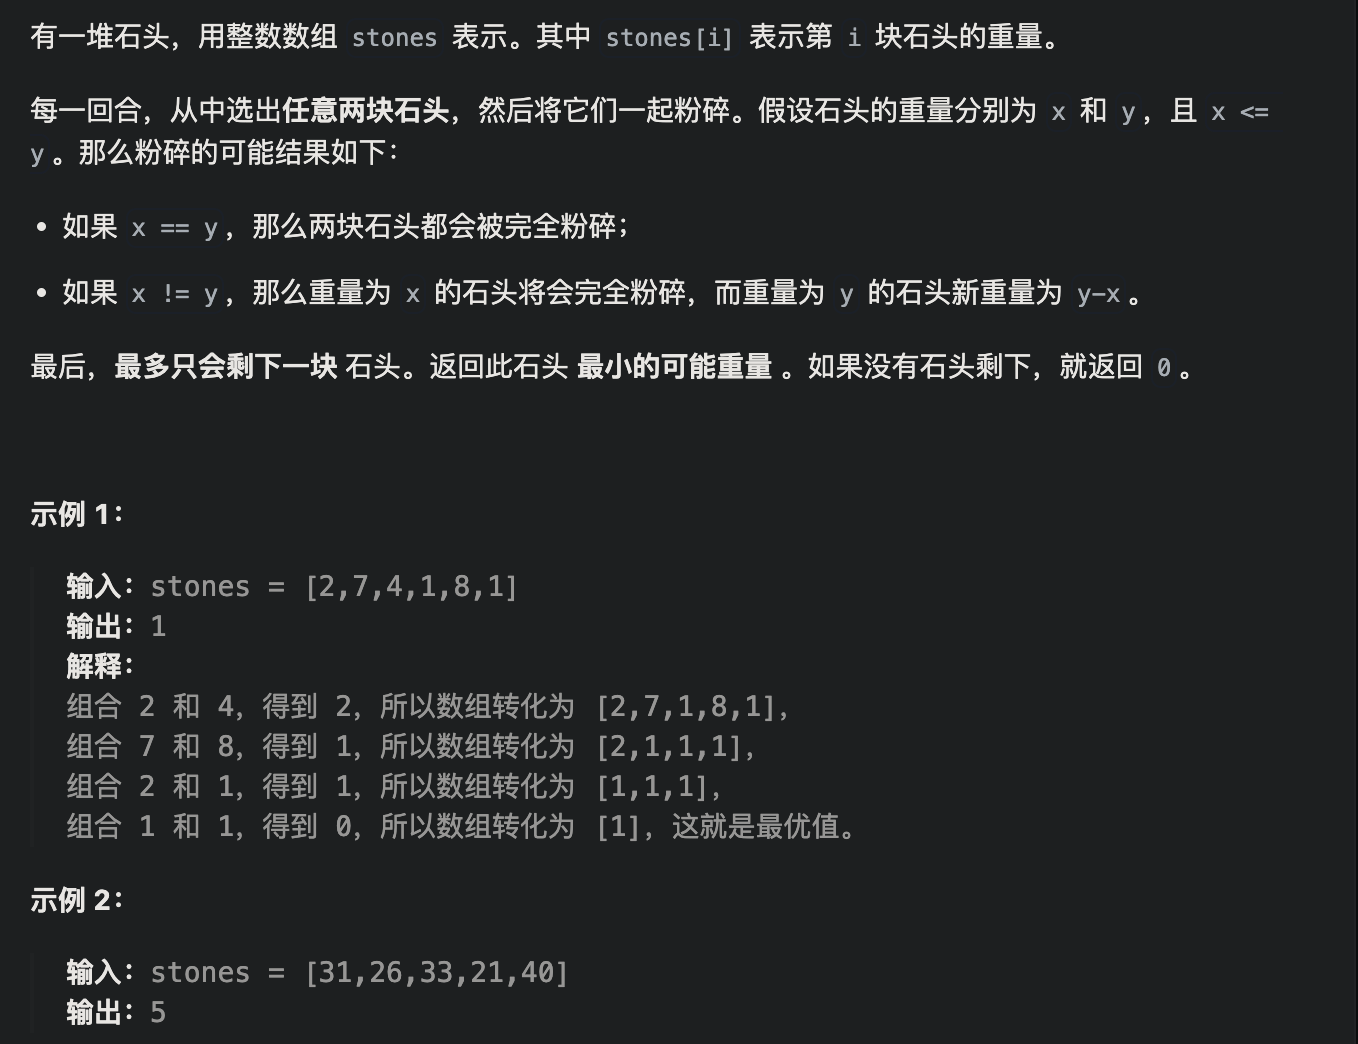 有一堆石头，用整数数组 stones 表示。其中 stones[i] 表示第 i 块石头的重量。
每一回合，从中选出任意两块石头，然后将它们一起粉碎。假设石头的重量分别为 x 和 y，且 x <=
y。那么粉碎的可能结果如下：
• 如果 x == y，那么两块石头都会被完全粉碎；
• 如果 x != y，那么重量为 x 的石头将会完全粉碎，而重量为 y 的石头新重量为 y-x。
最后，最多只会剩下一块 石头。返回此石头 最小的可能重量 。如果没有石头剩下，就返回 0。
示例 1：
输入：stones = [2,7,4,1,8,1]
输出：1
解释：
组合 2 和 4，得到 2，所以数组转化为 [2,7,1,8,1]，
组合 7 和 8，得到 1，所以数组转化为 [2,1,1,1]，
组合 2 和 1，得到 1，所以数组转化为 [1,1,1]，
组合 1 和 1，得到 0，所以数组转化为 [1]，这就是最优值。
示例 2：
输入：stones = [31,26,33,21,40]
输出：5